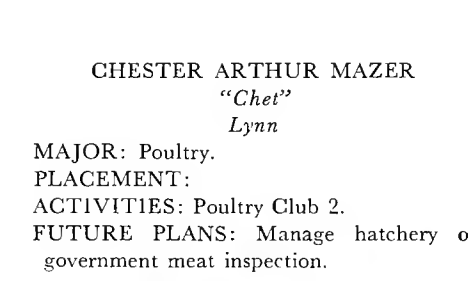 CHESTER ARTHUR MAZER
"Chet"
Lynn
MAJOR: Poultry.
PLACEMENT:
ACTIVITIES: Poultry Club 2.
FUTURE PLANS: Manage hatchery o
government meat inspection.